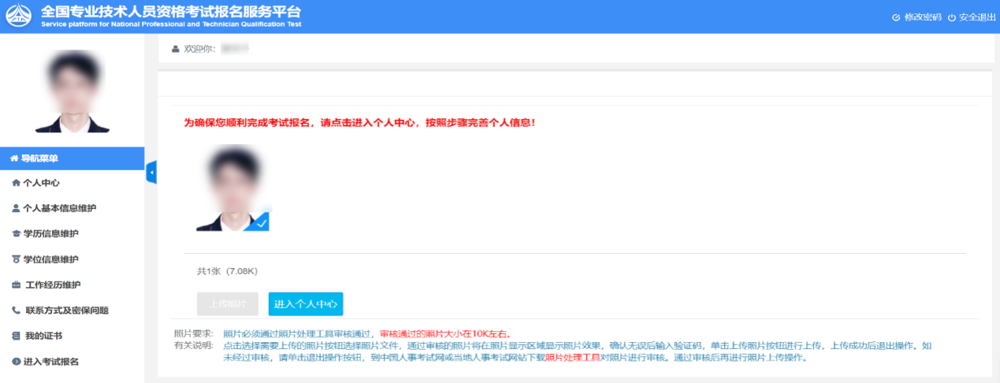 全国专业技术人员资格考试报名服务平台
Service platform for National Professional and Technician Qualification Test
修改密码 安全退出
欢迎你:
导航菜单
个人中心
个人基本信息维护
学历信息维护
学位信息维护
工作经历维护
联系方式及密保问题
我的证书
进入考试报名
为确保您顺利完成考试报名，请点击进入个人中心，按照步骤完善个人信息！
共1张（7.08K）
上传照片 进入个人中心
照片要求: 照片必须通过照片处理工具审核通过，审核通过的照片大小在10K左右。
有关说明: 点击选择需要上传的照片按钮选择照片文件，通过审核的照片将在照片显示区域显示照片效果，确认无误后输入验证码，单击上传照片按钮进行上传，上传成功后退出操作。如
未经过审核，请单击退出操作按钮，到中国人事考试网或当地人事考试网站下载照片处理工具对照片进行审核。通过审核后再进行照片上传操作。